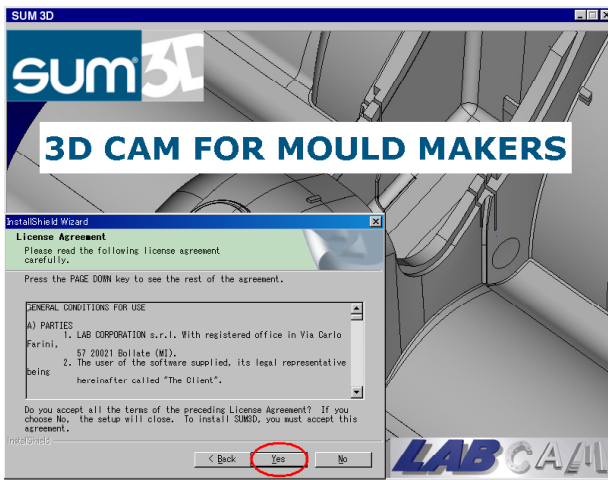 SUM 3D
sum3D
3D CAM FOR MOULD MAKERS
InstallShield Wizard
License Agreement
Please read the following license agreement
carefully.
Press the PAGE DOWN key to see the rest of the agreement.
GENERAL CONDITIONS FOR USE
A) PARTIES
1. LAB CORPORATION s.r.l. With registered office in Via Carlo
Farini,
57 20021 Bollate (MI).
2. The user of the software supplied, its legal representative
being
hereinafter called "The Client".
Do you accept all the terms of the preceding License Agreement? If you
choose No, the setup will close. To install SUM3D, you must accept this
agreement.
InstallShield
< Back Yes No
LABCAM